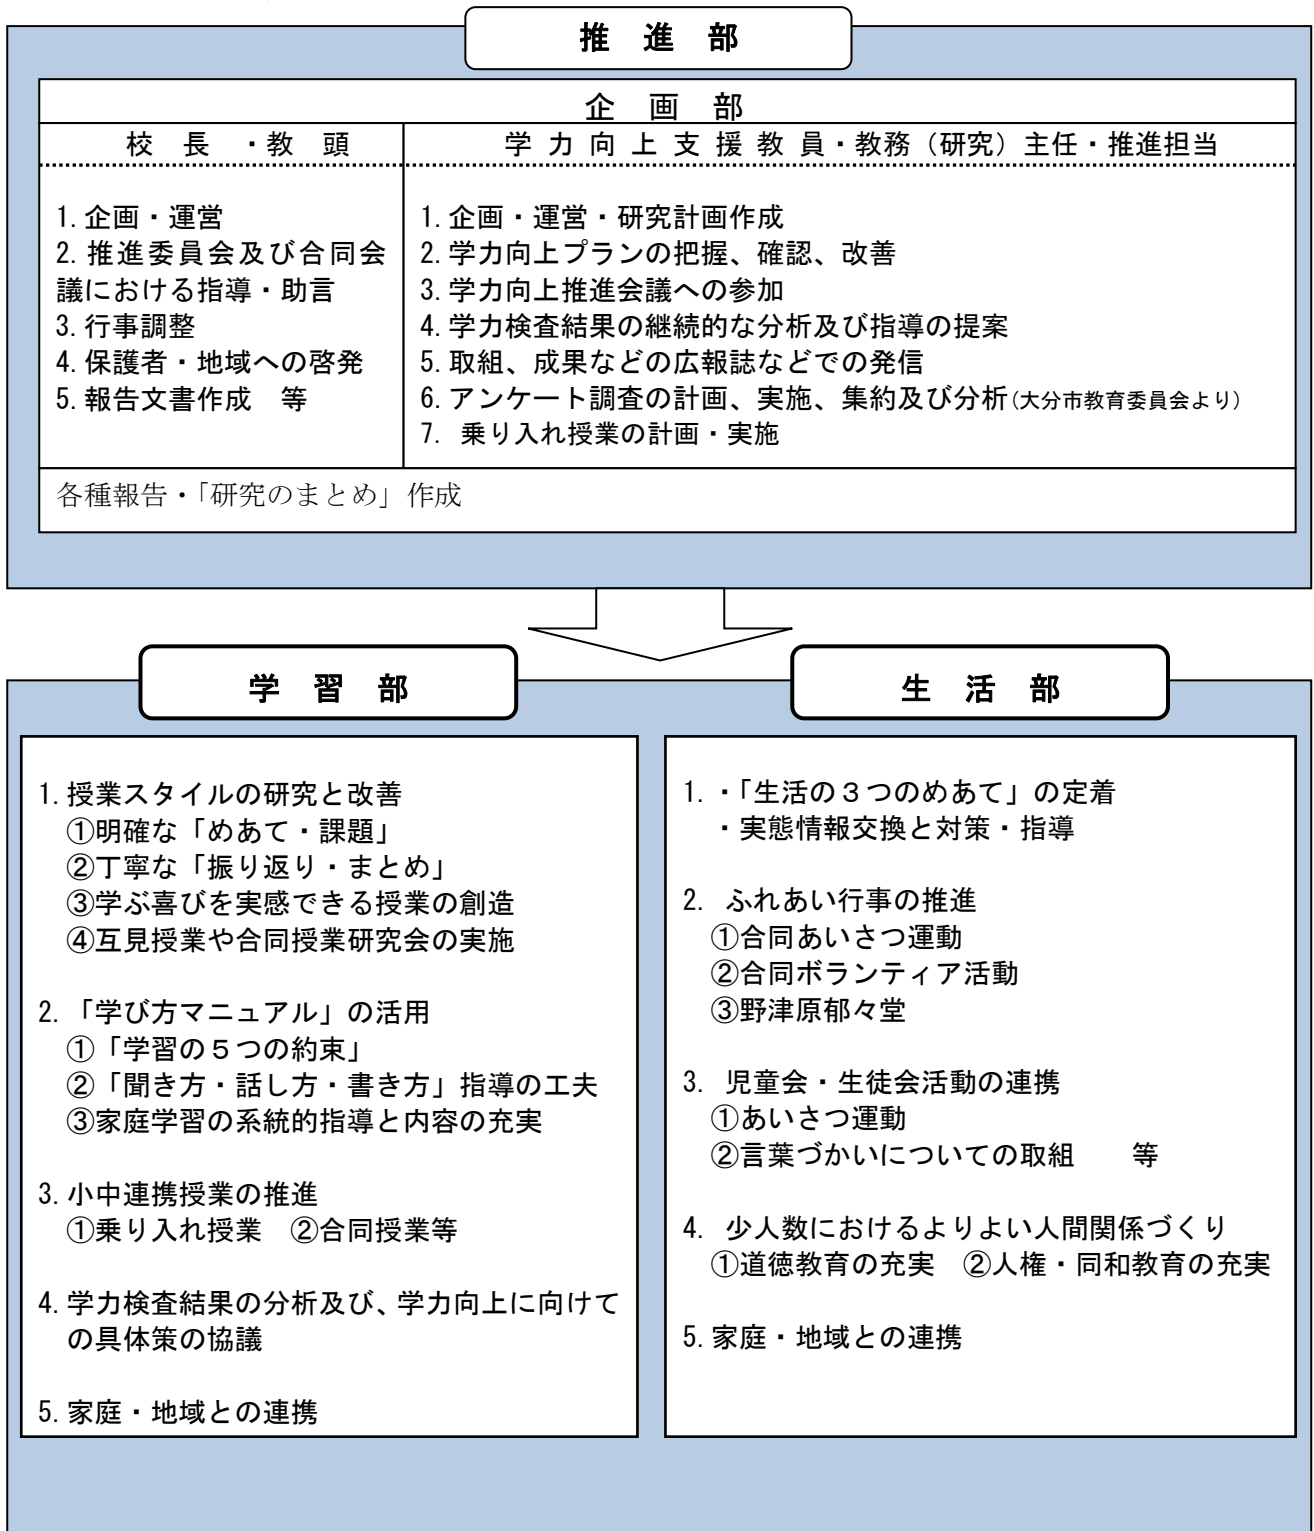 推 進 部
企 画 部
校 長 ・教 頭
1. 企画・運営
2. 推進委員会及び合同会
議における指導・助言
3. 行事調整
4. 保護者・地域への啓発
5. 報告文書作成 等
学 力 向 上 支 援 教 員・教務（研究）主任・推進担当
1. 企画・運営・研究計画作成
2. 学力向上プランの把握、確認、改善
3. 学力向上推進会議への参加
4. 学力検査結果の継続的な分析及び指導の提案
5. 取組、成果などの広報誌などでの発信
6. アンケート調査の計画、実施、集約及び分析(大分市教育委員会より)
7. 乗り入れ授業の計画・実施
各種報告・「研究のまとめ」作成
学 習 部
1. 授業スタイルの研究と改善
①明確な「めあて・課題」
②丁寧な「振り返り・まとめ」
③学ぶ喜びを実感できる授業の創造
④互見授業や合同授業研究会の実施
2. 「学び方マニュアル」の活用
①「学習の５つの約束」
②「聞き方・話し方・書き方」指導の工夫
③家庭学習の系統的指導と内容の充実
3. 小中連携授業の推進
①乗り入れ授業 ②合同授業等
4. 学力検査結果の分析及び、学力向上に向けて
の具体策の協議
5. 家庭・地域との連携
生 活 部
1. ・「生活の３つのめあて」の定着
・実態情報交換と対策・指導
2. ふれあい行事の推進
①合同あいさつ運動
②合同ボランティア活動
③野津原郁々堂
3. 児童会・生徒会活動の連携
①あいさつ運動
②言葉づかいについての取組 等
4. 少人数におけるよりよい人間関係づくり
①道徳教育の充実 ②人権・同和教育の充実
5. 家庭・地域との連携